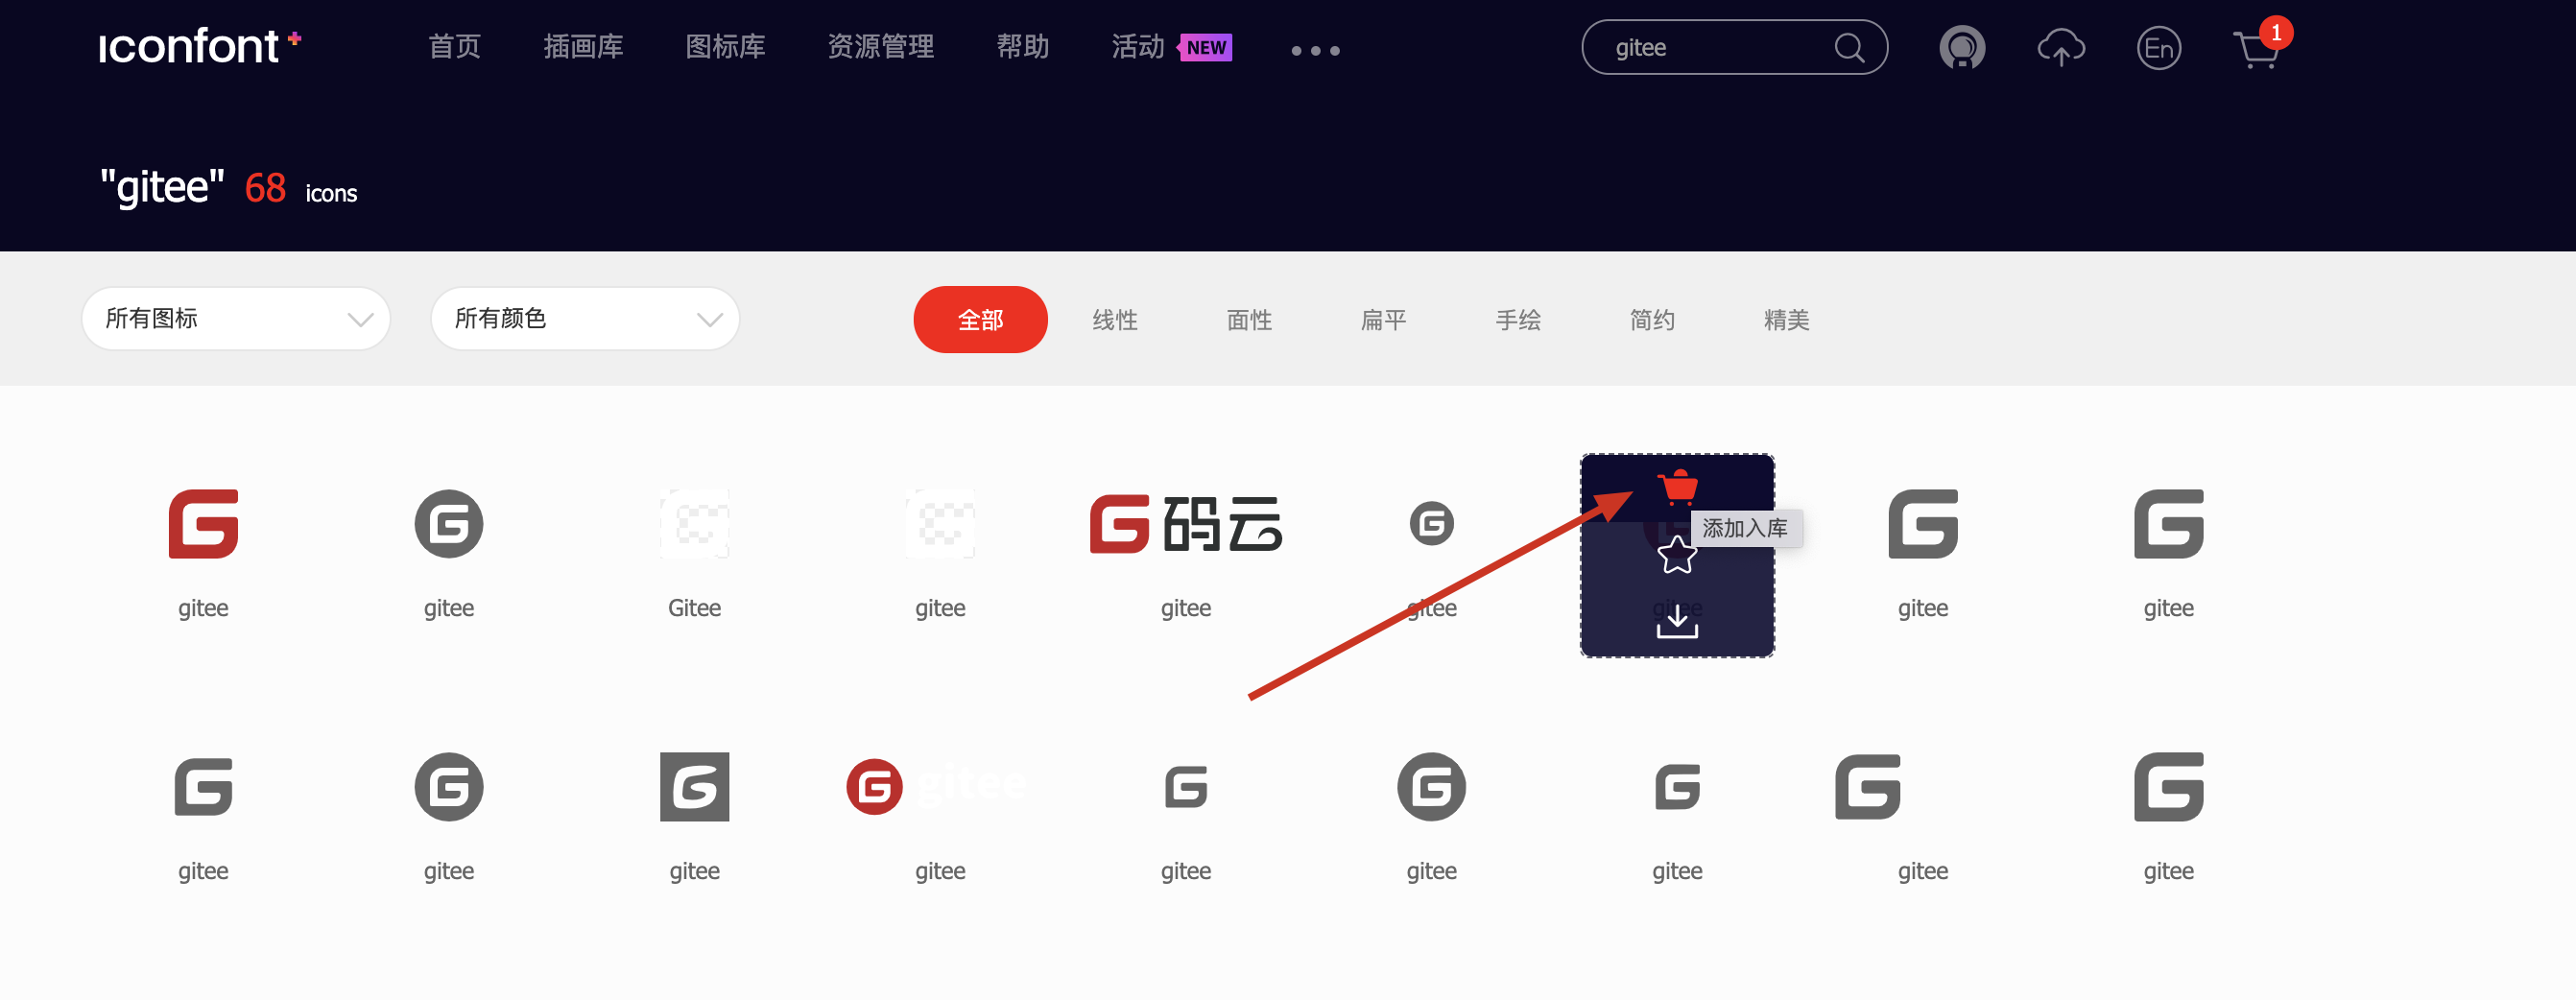 iconfont+ 首页 插画库 图标库 资源管理 帮助 活动 NEW ••• gitee En 1
"gitee" 68 icons
所有图标 所有颜色 全部 线性 面性 扁平 手绘 简约 精美
码云
添加入库
gitee gitee Gitee gitee gitee gitee gitee gitee gitee
gitee
gitee gitee gitee gitee gitee gitee gitee gitee gitee